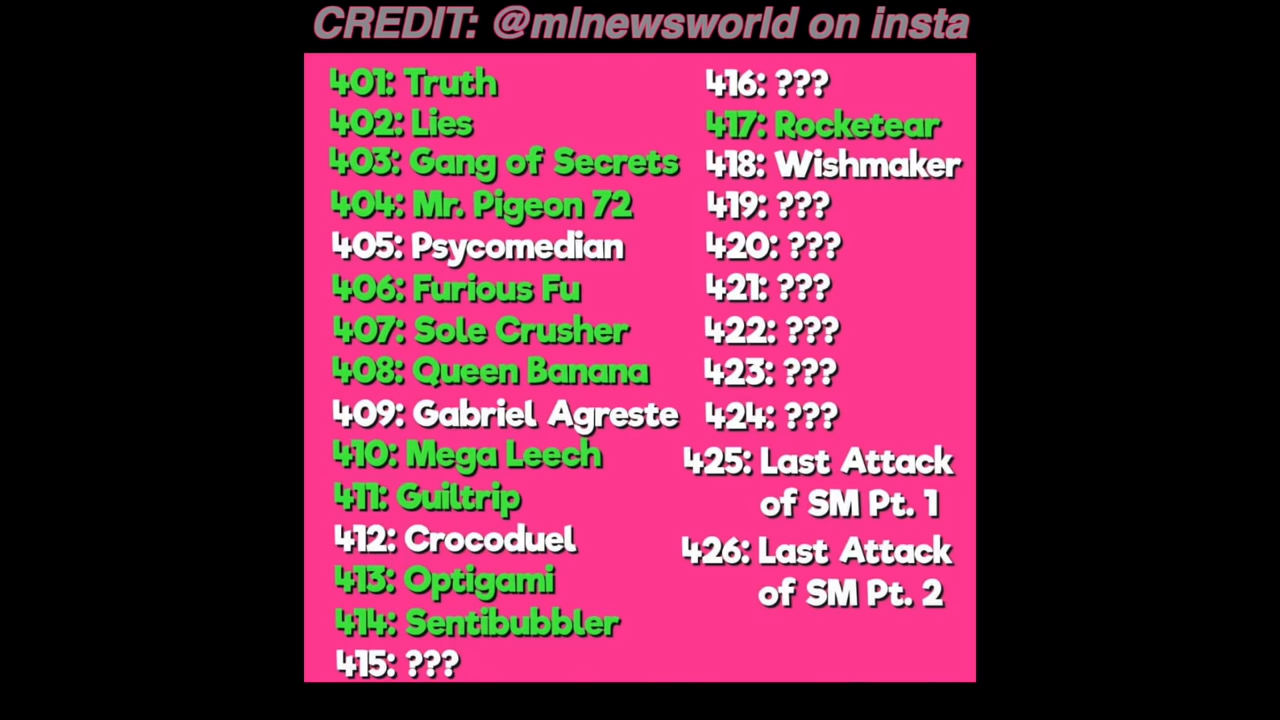 CREDIT: @mlnewsworld on insta
401: Truth
402: Lies
403: Gang of Secrets
404: Mr. Pigeon 72
405: Psycomedian
406: Furious Fu
407: Sole Crusher
408: Queen Banana
409: Gabriel Agreste
410: Mega Leech
411: Guiltrip
412: Crocoduel
413: Optigami
414: Sentibubbler
415: ???
416: ???
417: Rocketear
418: Wishmaker
419: ???
420: ???
421: ???
422: ???
423: ???
424: ???
425: Last Attack
of SM Pt. 1
426: Last Attack
of SM Pt. 2